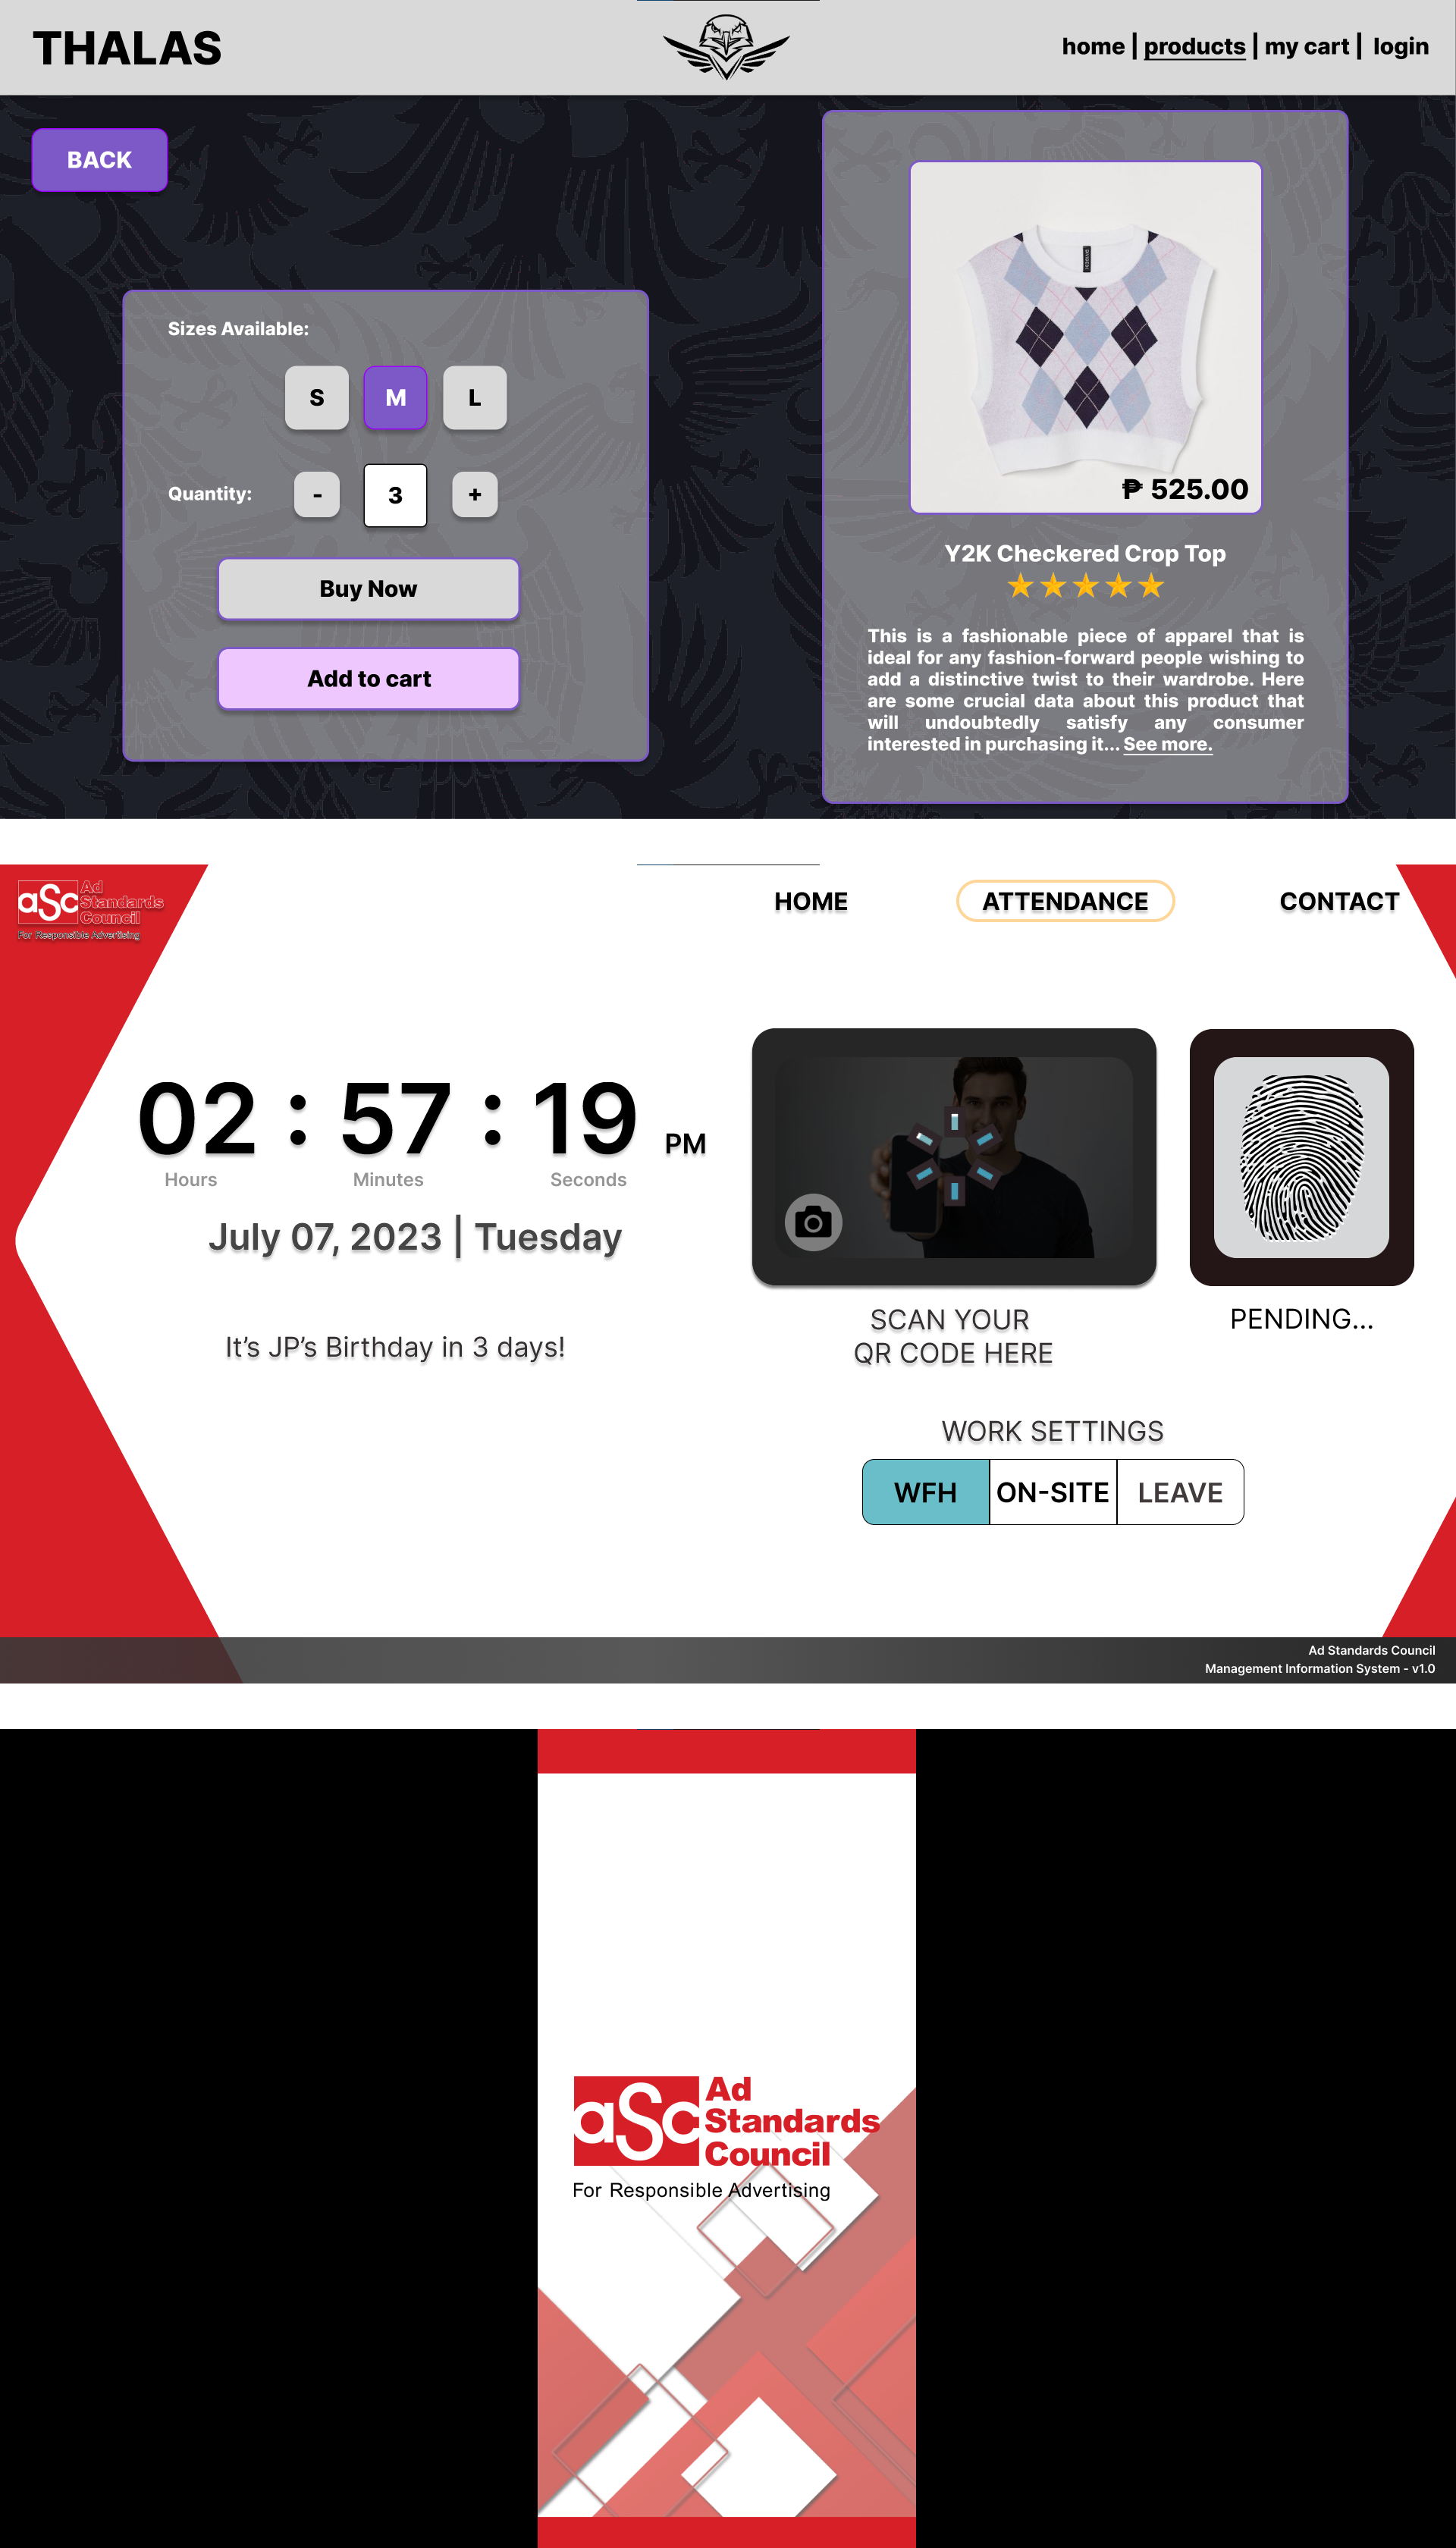 THALAS
home | products | my cart | login
BACK
Sizes Available:
S M L
Quantity: - 3 +
Buy Now
Add to cart
₱ 525.00
Y2K Checkered Crop Top
This is a fashionable piece of apparel that is
ideal for any fashion-forward people wishing to
add a distinctive twist to their wardrobe. Here
are some crucial data about this product that
will undoubtedly satisfy any consumer
interested in purchasing it... See more.
aSc Ad
Standards
Council
For Responsible Advertising
HOME ATTENDANCE CONTACT
02 : 57 : 19 PM
Hours Minutes Seconds
July 07, 2023 | Tuesday
It's JP's Birthday in 3 days!
SCAN YOUR
QR CODE HERE
PENDING...
WORK SETTINGS
WFH ON-SITE LEAVE
Ad Standards Council
Management Information System - v1.0
aSc Ad
Standards
Council
For Responsible Advertising